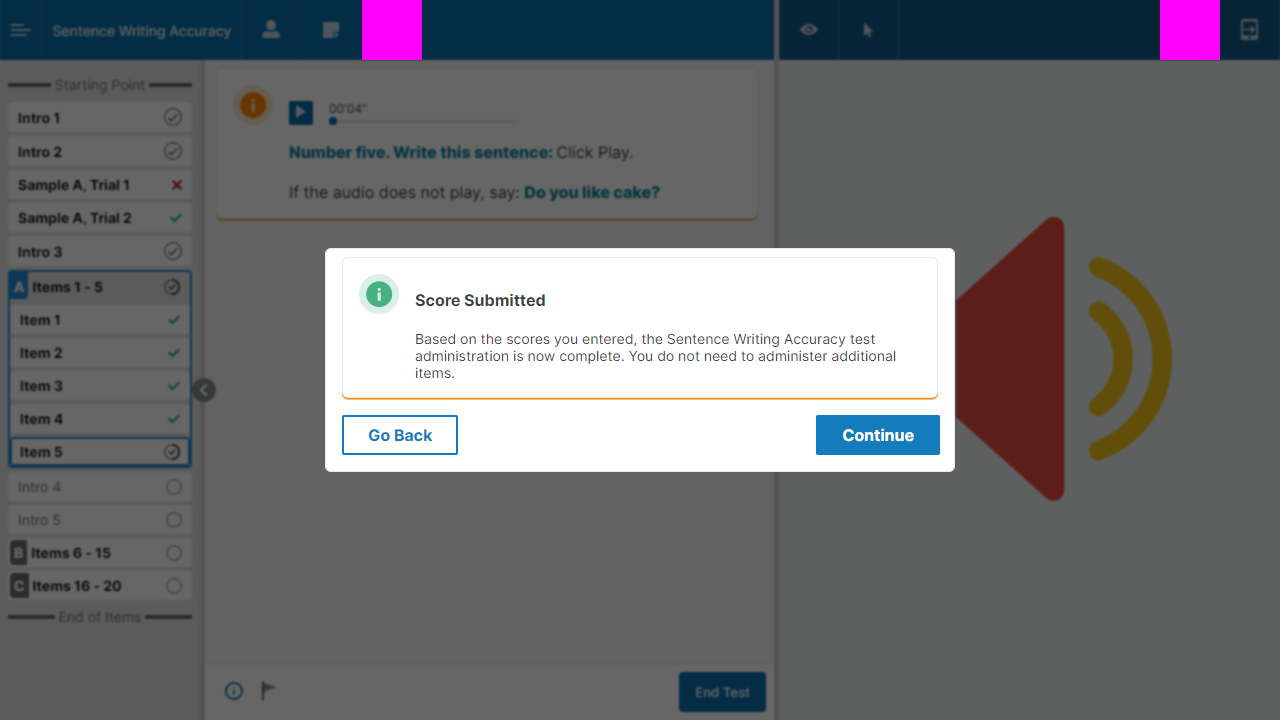 Sentence Writing Accuracy
Starting Point
Intro 1
Intro 2
Sample A, Trial 1
Sample A, Trial 2
Intro 3
A Items 1 - 5
Item 1
Item 2
Item 3
Item 4
Item 5
Intro 4
Intro 5
B Items 6 - 15
C Items 16 - 20
End of Items
00'04"
Number five. Write this sentence: Click Play.
If the audio does not play, say: Do you like cake?
Score Submitted
Based on the scores you entered, the Sentence Writing Accuracy test
administration is now complete. You do not need to administer additional
items.
Go Back
Continue
End Test